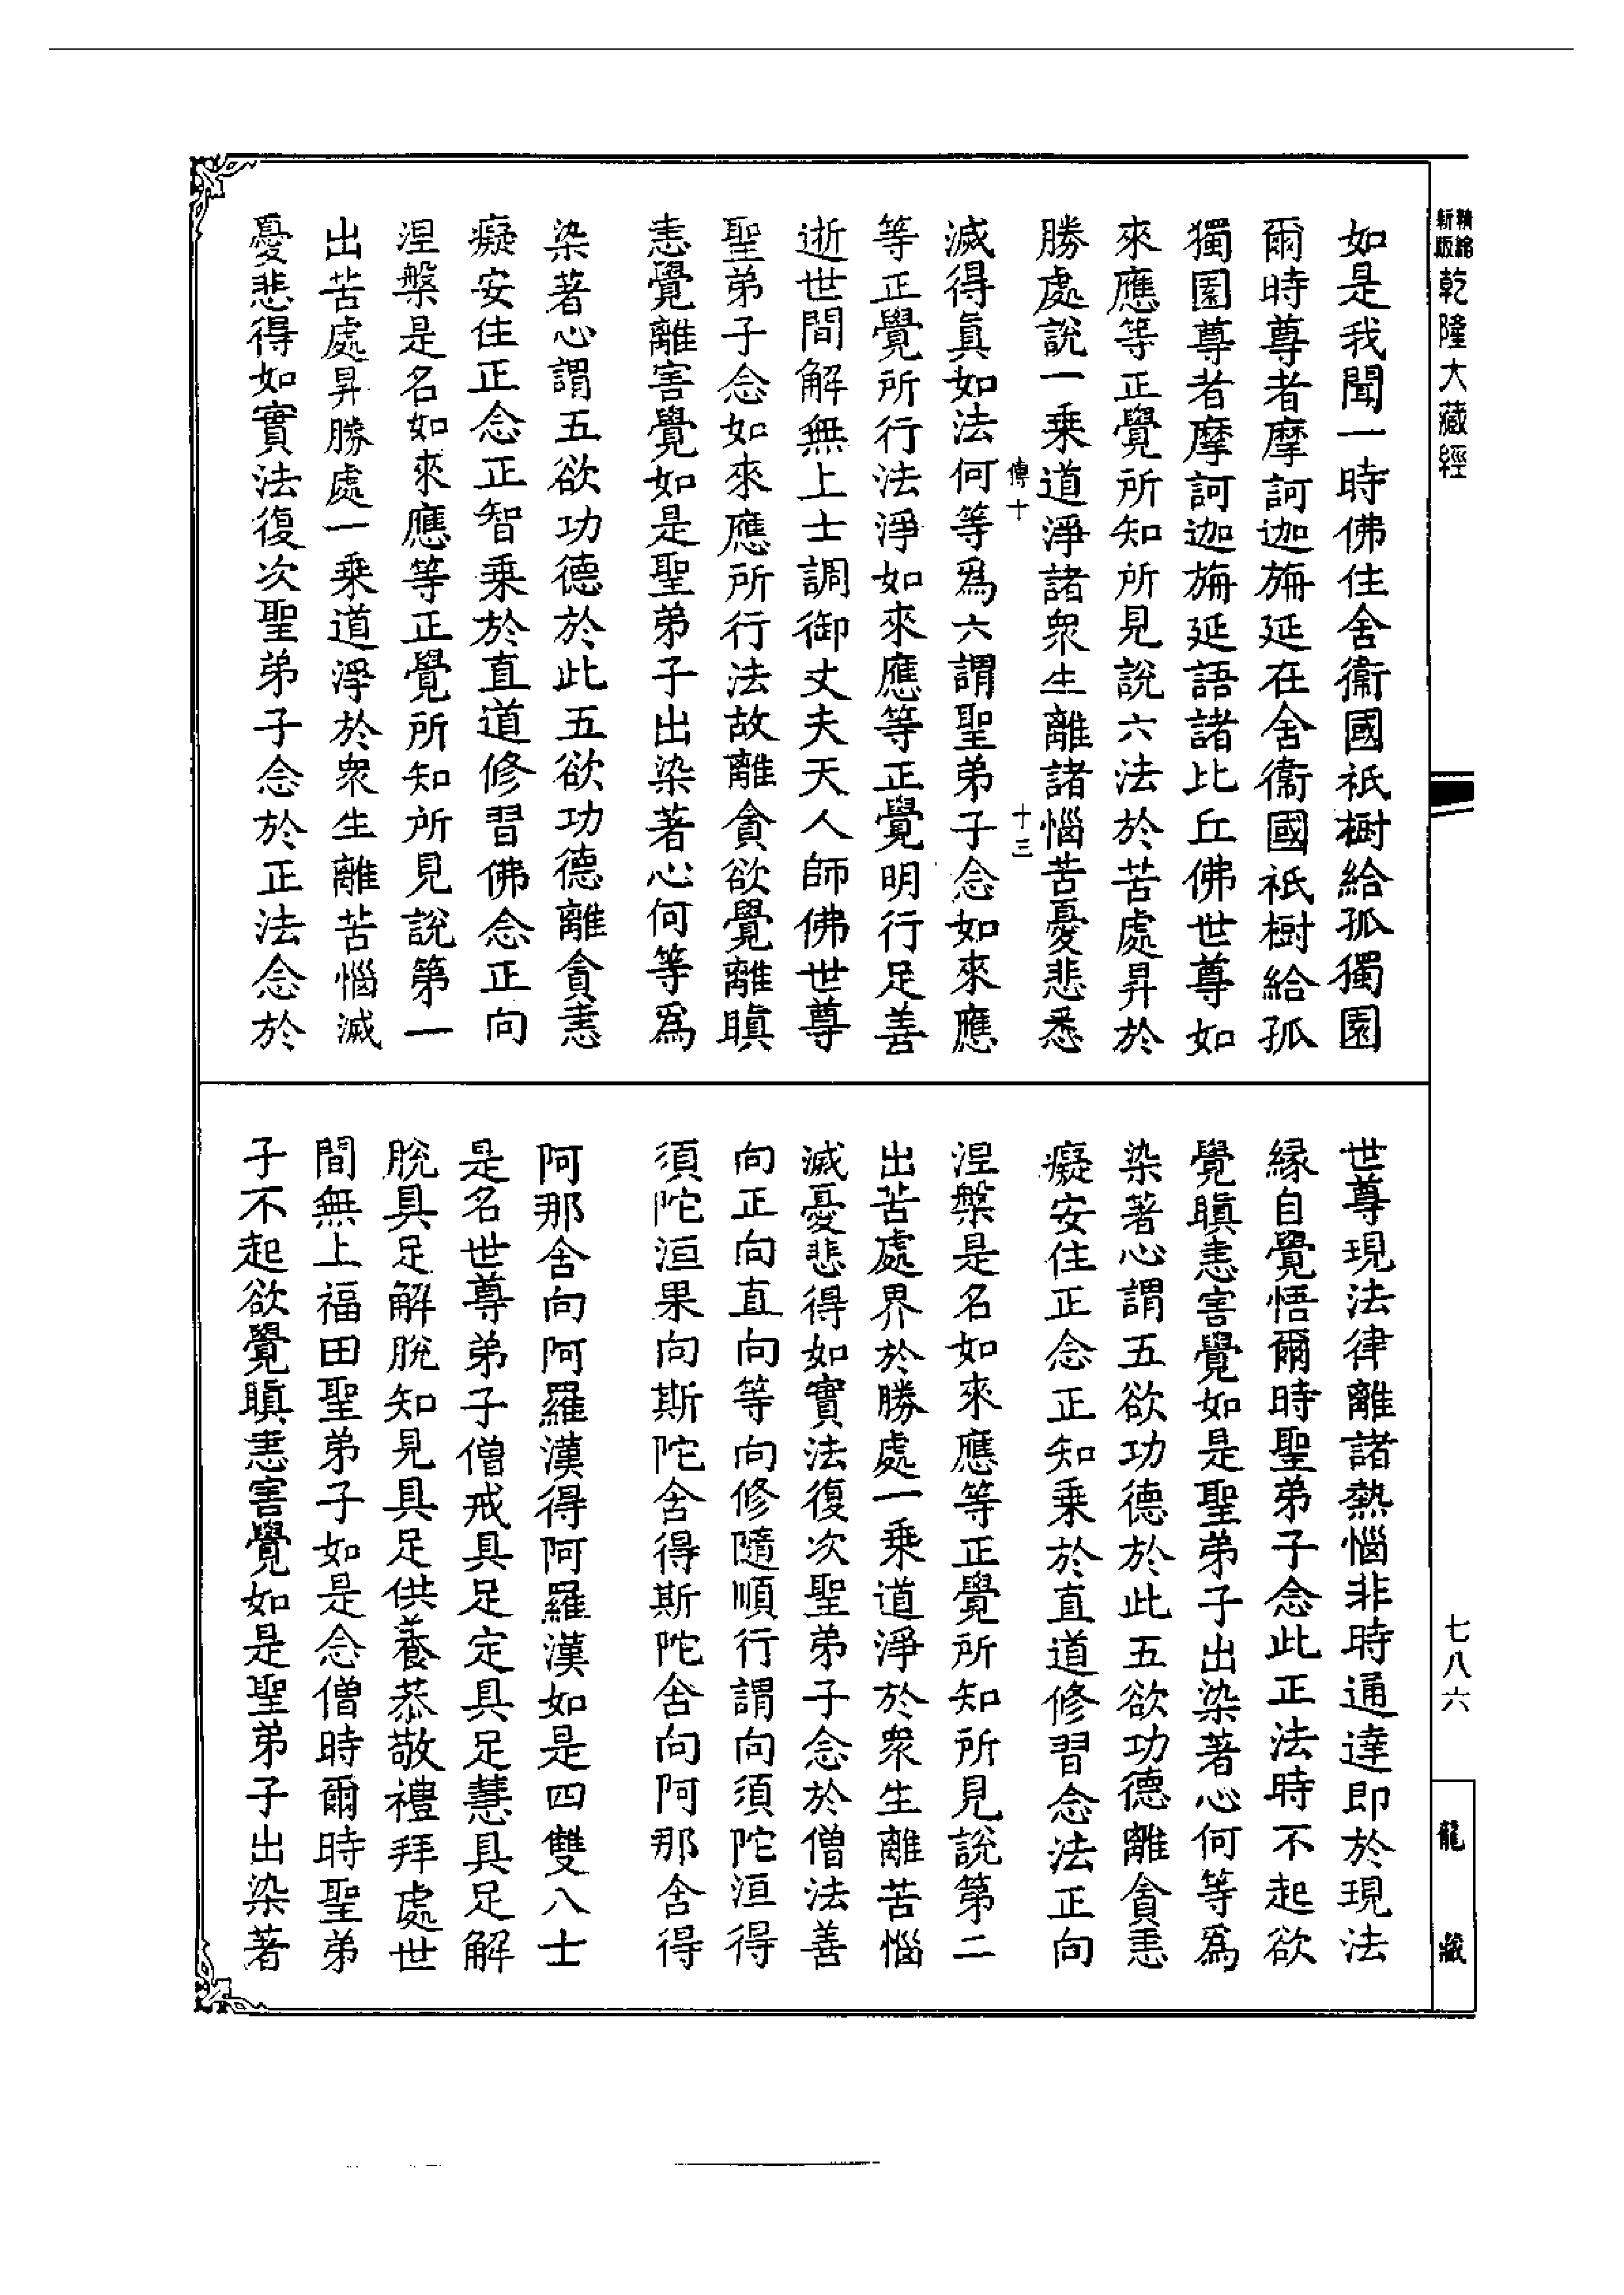 精縮
新版
乾隆大藏經
如是我聞一時佛住舍衞國祇樹給孤獨園
爾時尊者摩訶迦旃延在舍衞國祇樹給孤
獨園尊者摩訶迦旃延語諸比丘佛世尊如
來應等正覺所知所見說六法於苦處昇於
勝處說一乘道淨諸衆生離諸惱苦憂悲悉
傳十
十三
滅得眞如法何等爲六謂聖弟子念如來應
等正覺所行法淨如來應等正覺明行足善
逝世間解無上士調御丈夫天人師佛世尊
聖弟子念如來應所行法故離貪欲覺離瞋
恚覺離害覺如是聖弟子出染著心何等爲
染著心謂五欲功德於此五欲功德離貪恚
癡安住正念正智乘於直道修習佛念正向
涅槃是名如來應等正覺所知所見說第一
出苦處昇勝處一乘道淨於衆生離苦惱滅
憂悲得如實法復次聖弟子念於正法念於
世尊現法律離諸熱惱非時通達即於現法
緣自覺悟爾時聖弟子念此正法時不起欲
覺瞋恚害覺如是聖弟子出染著心何等爲
染著心謂五欲功德於此五欲功德離貪恚
癡安住正念正知乘於直道修習念法正向
涅槃是名如來應等正覺所知所見說第二
出苦處界於勝處一乘道淨於衆生離苦惱
滅憂悲得如實法復次聖弟子念於僧法善
向正向直向等向修隨順行謂向須陀洹得
須陀洹果向斯陀含得斯陀含向阿那含得
阿那含向阿羅漢得阿羅漢如是四雙八士
是名世尊弟子僧戒具足定具足慧具足解
脫具足解脫知見具足供養恭敬禮拜處世
間無上福田聖弟子如是念僧時爾時聖弟
子不起欲覺瞋恚害覺如是聖弟子出染著
七八六
龍藏